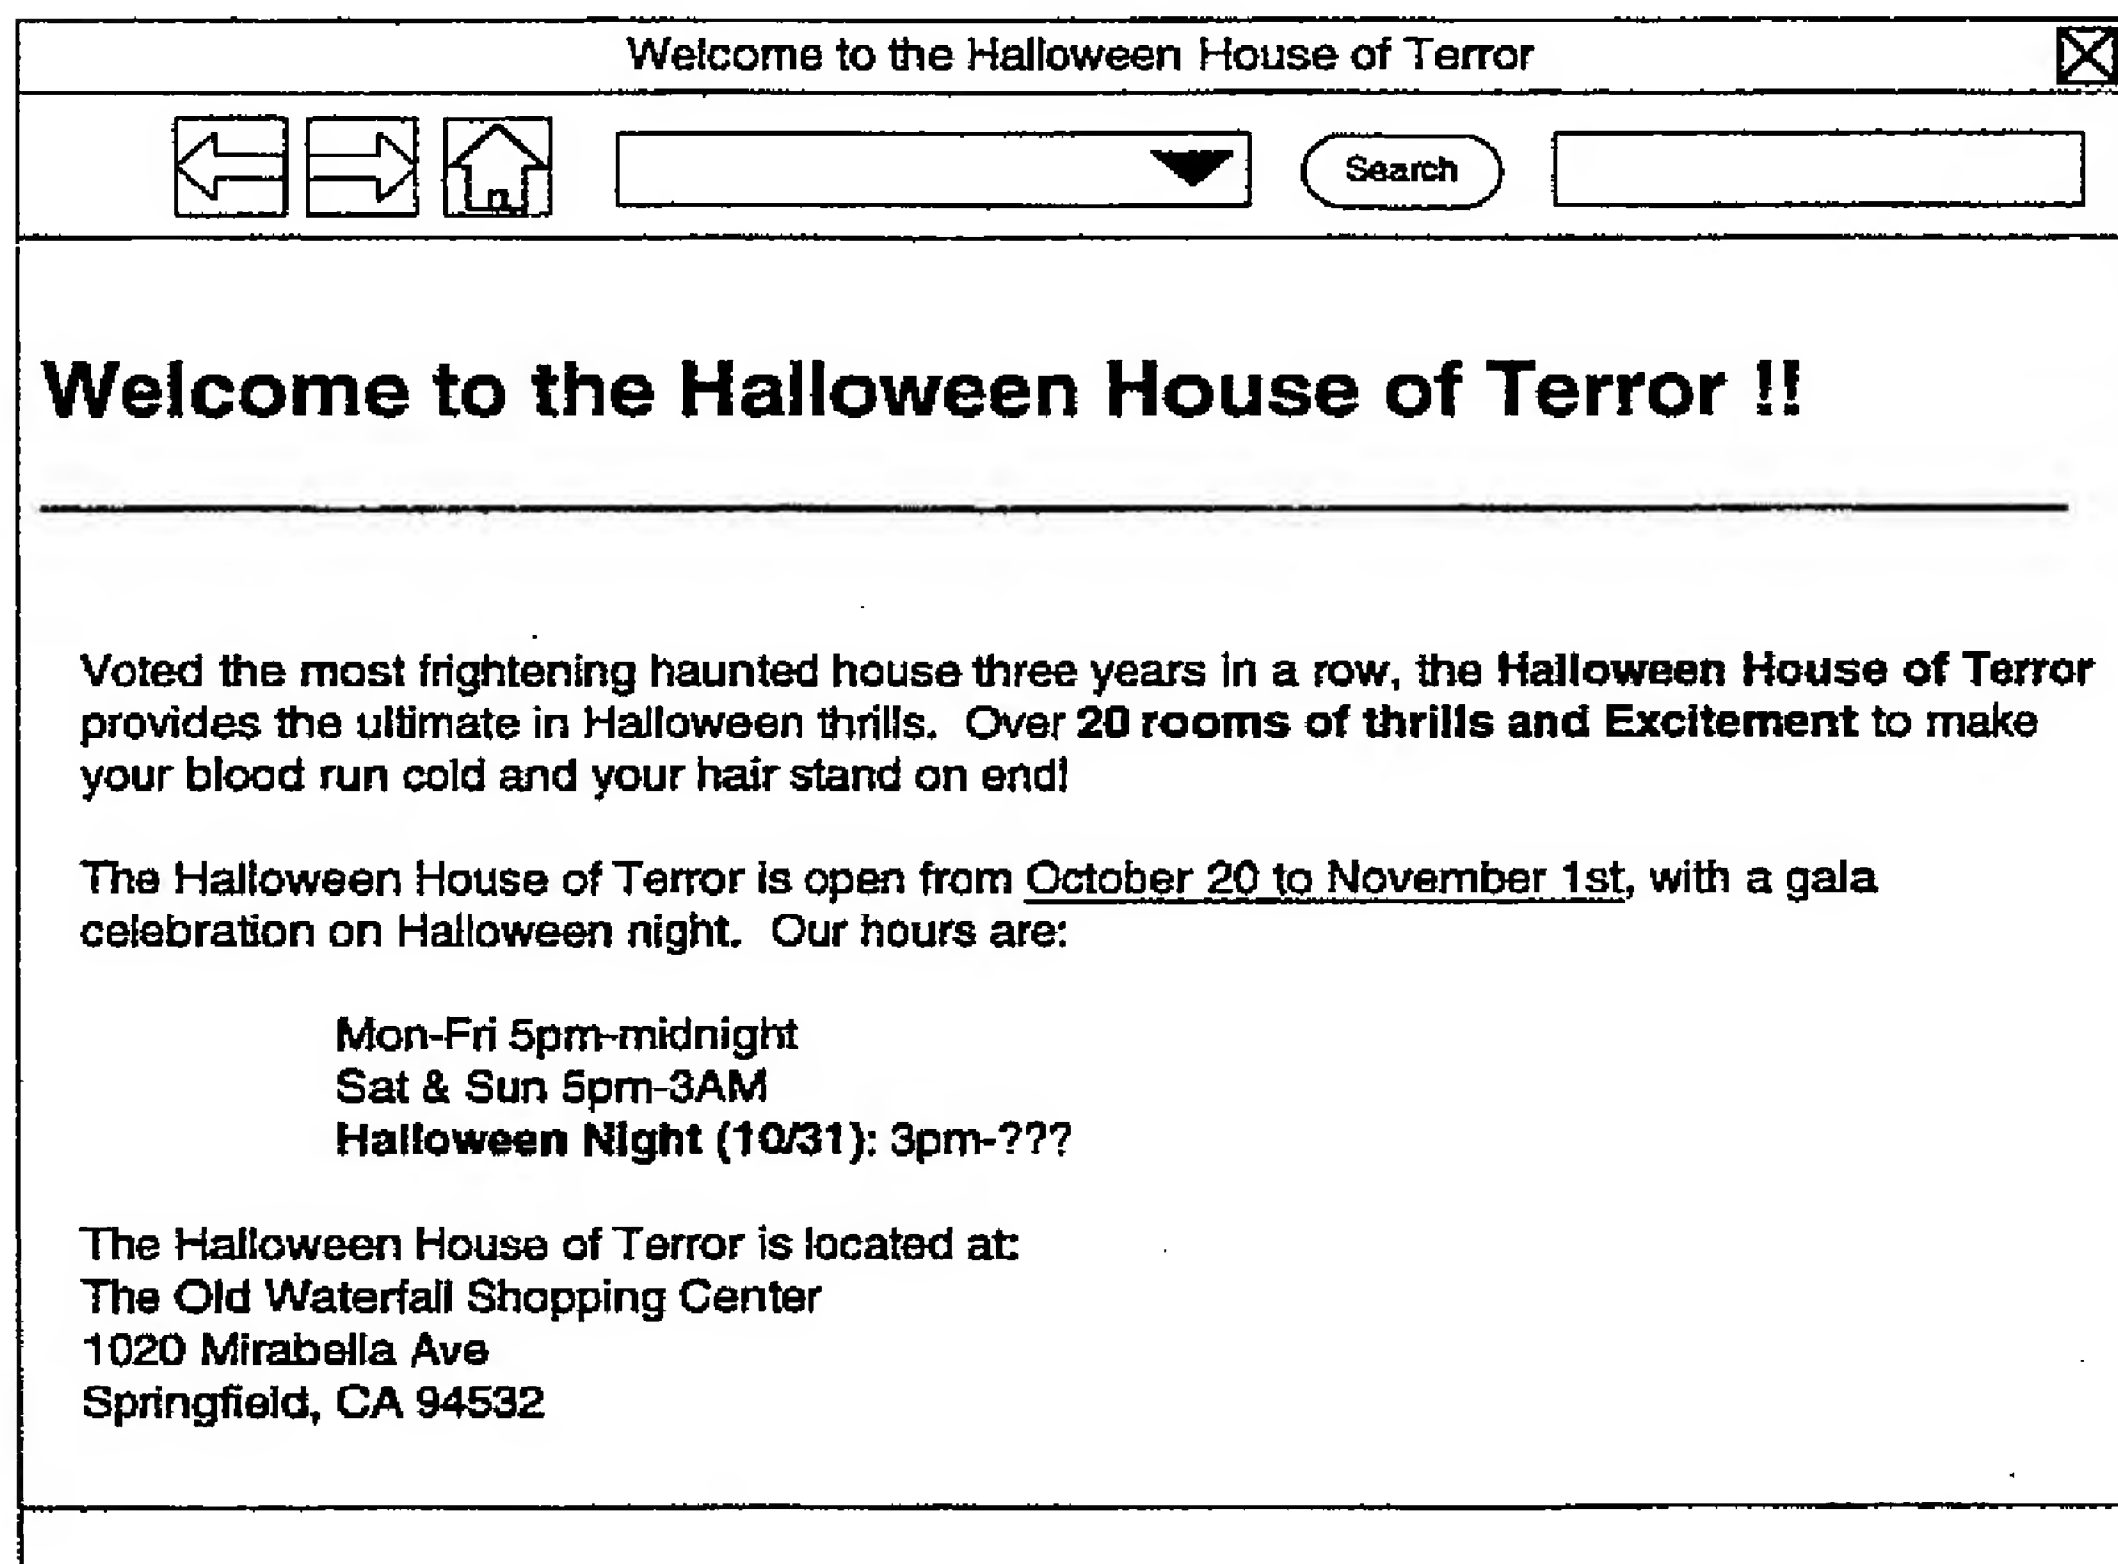 Welcome to the Halloween House of Terror
Search
Welcome to the Halloween House of Terror !!
Voted the most frightening haunted house three years in a row, the Halloween House of Terror
provides the ultimate in Halloween thrills. Over 20 rooms of thrills and Excitement to make
your blood run cold and your hair stand on end!
The Halloween House of Terror is open from October 20 to November 1st, with a gala
celebration on Halloween night. Our hours are:
Mon-Fri 5pm-midnight
Sat & Sun 5pm-3AM
Halloween Night (10/31): 3pm-???
The Halloween House of Terror is located at:
The Old Waterfall Shopping Center
1020 Mirabella Ave
Springfield, CA 94532